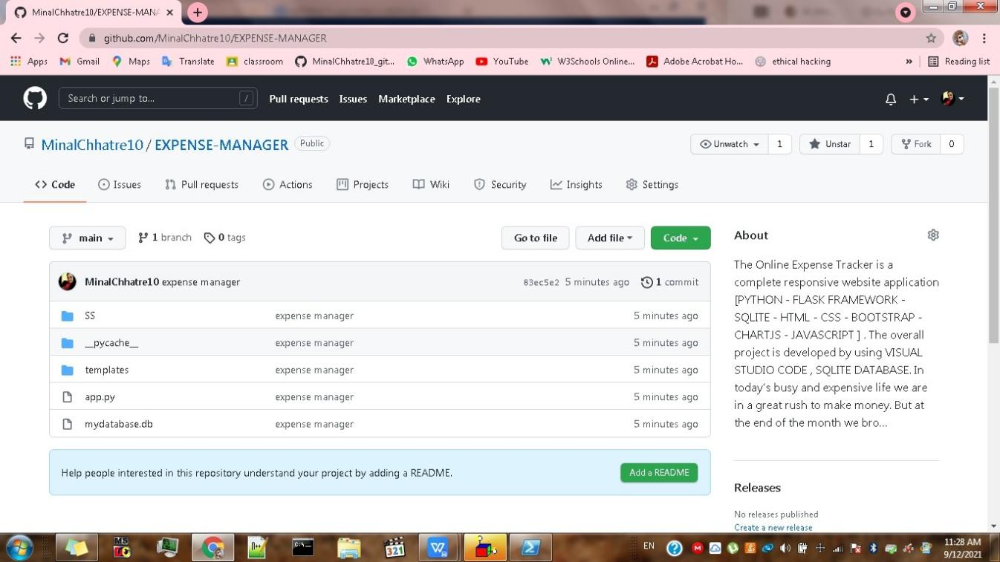 MinalChhatre10/EXPENSE-MANA
github.com/MinalChhatre10/EXPENSE-MANAGER
Apps Gmail Maps Translate classroom MinalChhatre10_git... WhatsApp YouTube W3Schools Online... Adobe Acrobat Ho... ethical hacking » Reading list
Search or jump to... / Pull requests Issues Marketplace Explore
MinalChhatre10 / EXPENSE-MANAGER Public Unwatch 1 Unstar 1 Fork 0
<> Code Issues Pull requests Actions Projects Wiki Security Insights Settings
main 1 branch 0 tags Go to file Add file Code
MinalChhatre10 expense manager 83ec5e2 5 minutes ago 1 commit
SS expense manager 5 minutes ago
__pycache__ expense manager 5 minutes ago
templates expense manager 5 minutes ago
app.py expense manager 5 minutes ago
mydatabase.db expense manager 5 minutes ago
Help people interested in this repository understand your project by adding a README. Add a README
About
The Online Expense Tracker is a
complete responsive website application
[PYTHON - FLASK FRAMEWORK -
SQLITE - HTML - CSS - BOOTSTRAP -
CHARTJS - JAVASCRIPT ] . The overall
project is developed by using VISUAL
STUDIO CODE , SQLITE DATABASE. In
today's busy and expensive life we are
in a great rush to make money. But at
the end of the month we bro...
Releases
No releases published
Create a new release
EN
11:28 AM
9/12/2021